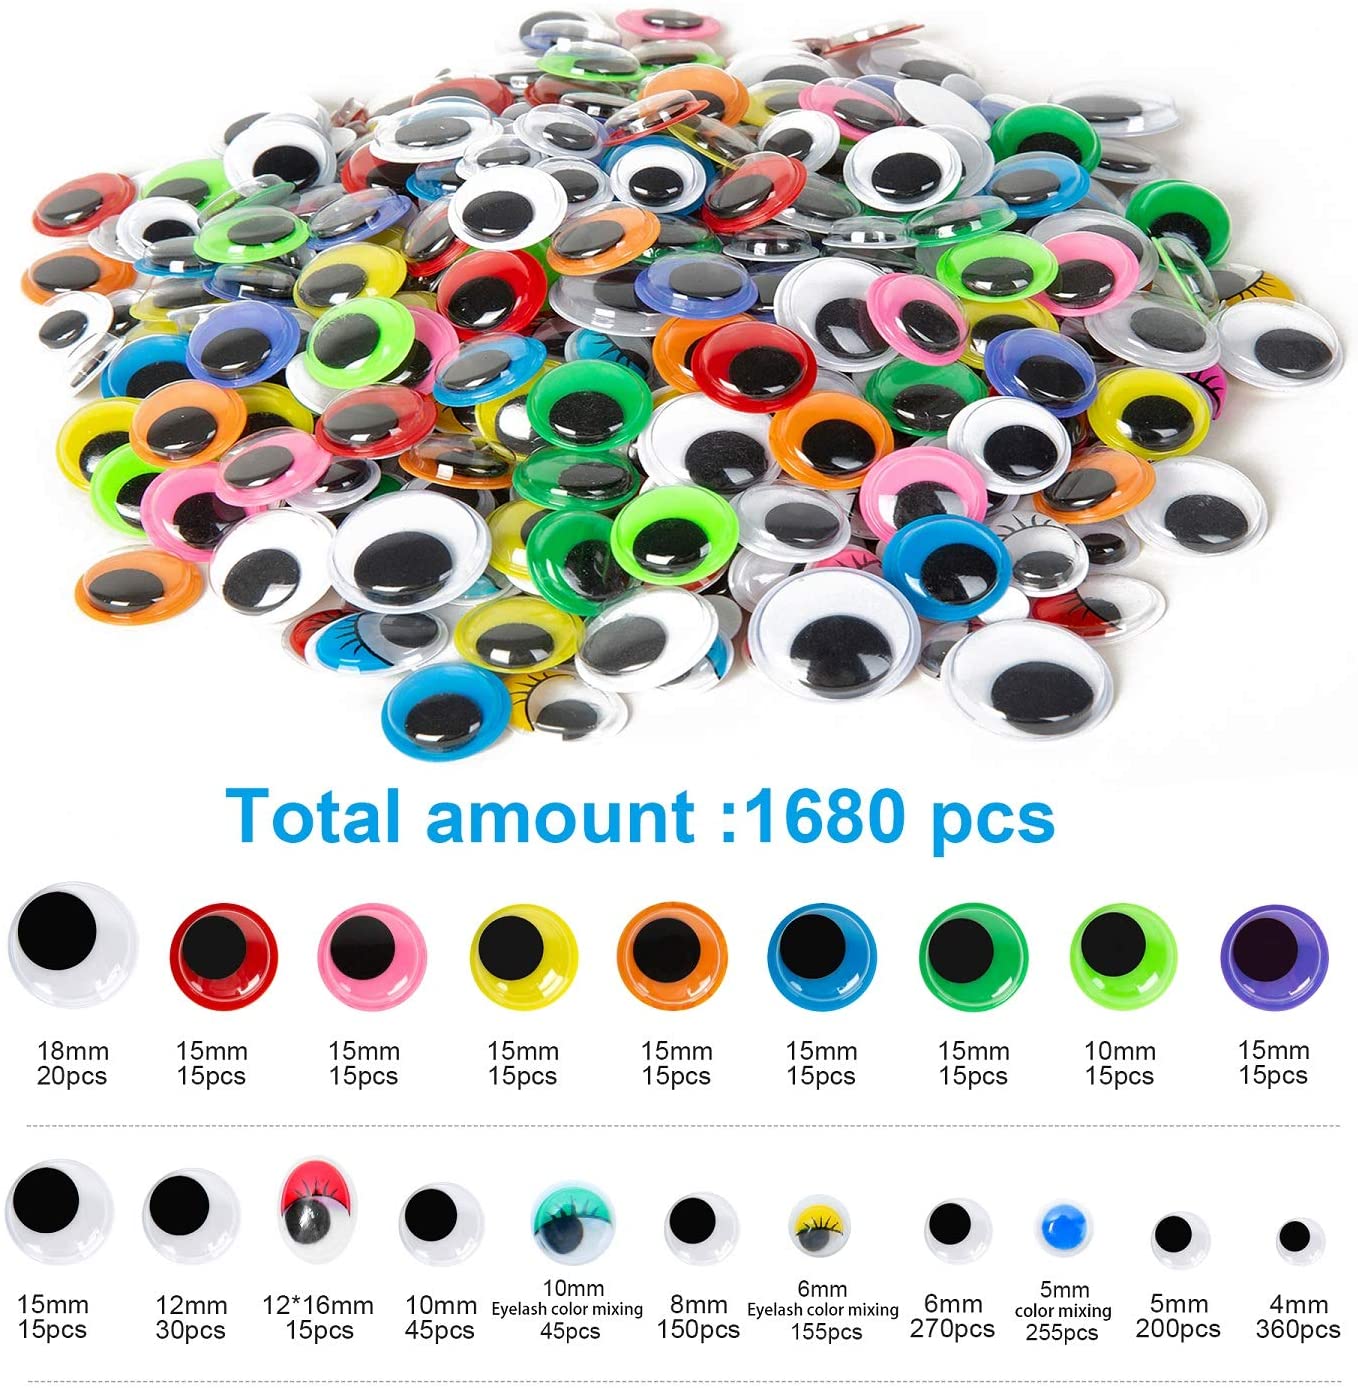 Total amount :1680 pcs
18mm 15mm 15mm 15mm 15mm 15mm 15mm 10mm 15mm
20pcs 15pcs 15pcs 15pcs 15pcs 15pcs 15pcs 15pcs 15pcs
15mm
15pcs
12mm
30pcs
12*16mm
15pcs
10mm
45pcs
10mm
Eyelash color mixing
45pcs
8mm
150pcs
6mm
Eyelash color mixing
155pcs
6mm
270pcs
5mm
color mixing
255pcs
5mm
200pcs
4mm
360pcs